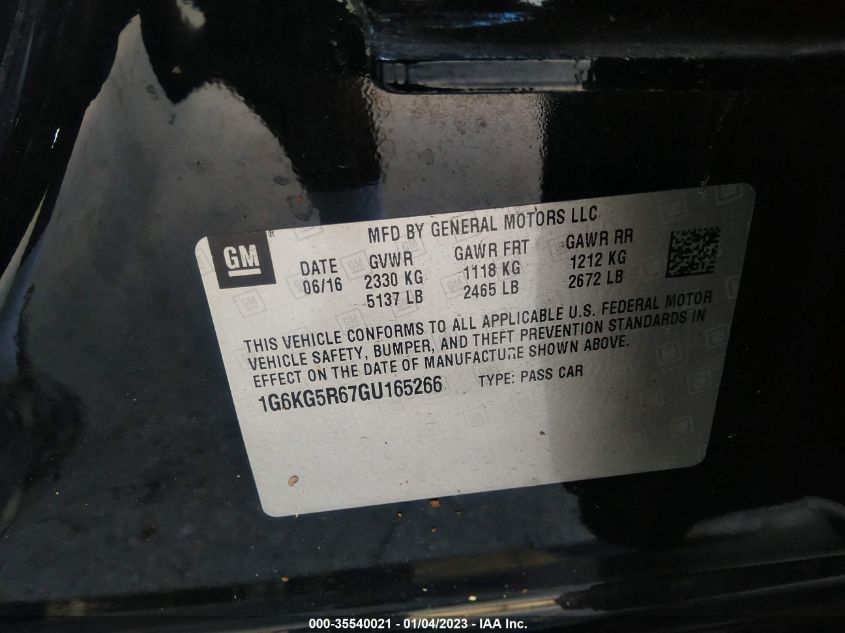 MFD BY GENERAL MOTORS LLC
GM ®
DATE GVWR GAWR FRT GAWR RR
06/16 2330 KG 1118 KG 1212 KG
5137 LB 2465 LB 2672 LB
THIS VEHICLE CONFORMS TO ALL APPLICABLE U.S. FEDERAL MOTOR
VEHICLE SAFETY, BUMPER, AND THEFT PREVENTION STANDARDS IN
EFFECT ON THE DATE OF MANUFACTURE SHOWN ABOVE.
1G6KG5R67GU165266 TYPE: PASS CAR
000-35540021 - 01/04/2023 - IAA Inc.